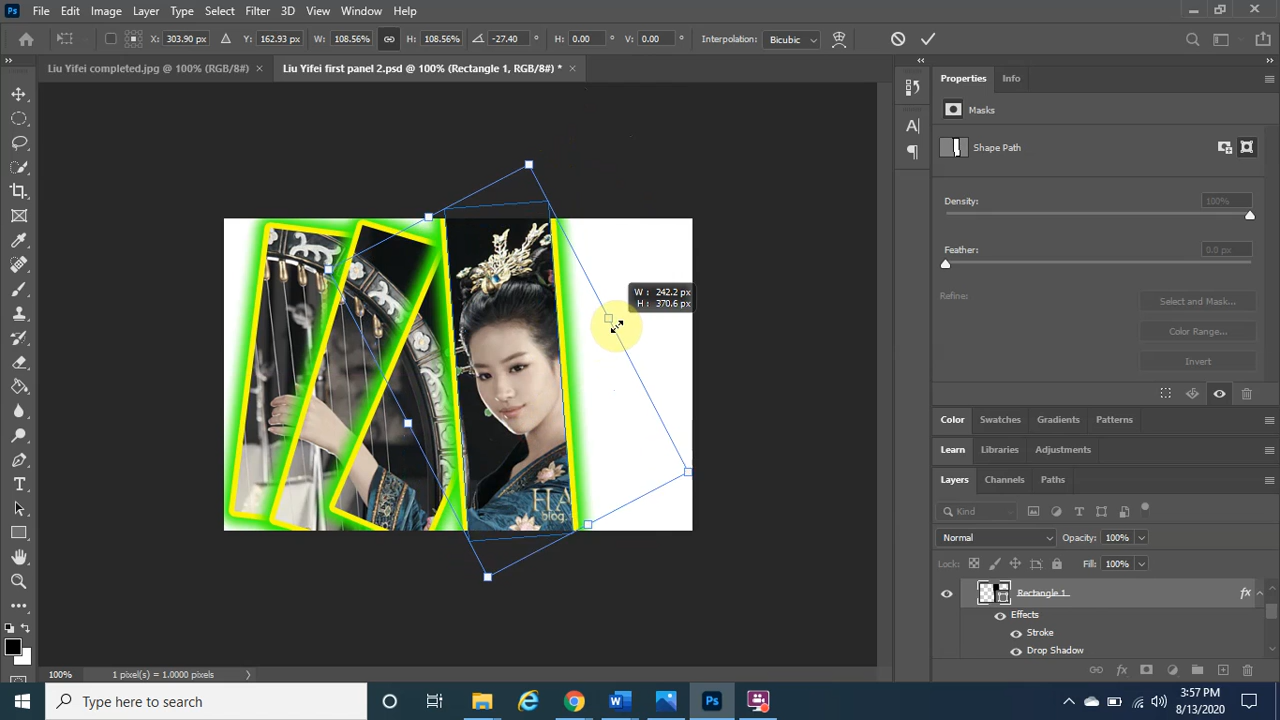 Ps File Edit Image Layer Type Select Filter 3D View Window Help
X: 303.90 px Y: 162.93 px W: 108.56% H: 108.56% -27.40 ° H: 0.00 ° V: 0.00 ° Interpolation: Bicubic
Liu Yifei completed.jpg @ 100% (RGB/8#) × Liu Yifei first panel 2.psd @ 100% (Rectangle 1, RGB/8#) * ×
Properties Info
Masks
Shape Path
Density: 100%
Feather: 0.0 px
Refine:
Select and Mask...
Color Range...
Invert
W : 242.2 px
H : 370.6 px
HA
blog.s
Color Swatches Gradients Patterns
Learn Libraries Adjustments
Layers Channels Paths
Kind
Normal Opacity: 100%
Lock: Fill: 100%
Rectangle 1 fx
Effects
Stroke
Drop Shadow
100% 1 pixel(s) = 1.0000 pixels
Type here to search
3:57 PM
8/13/2020